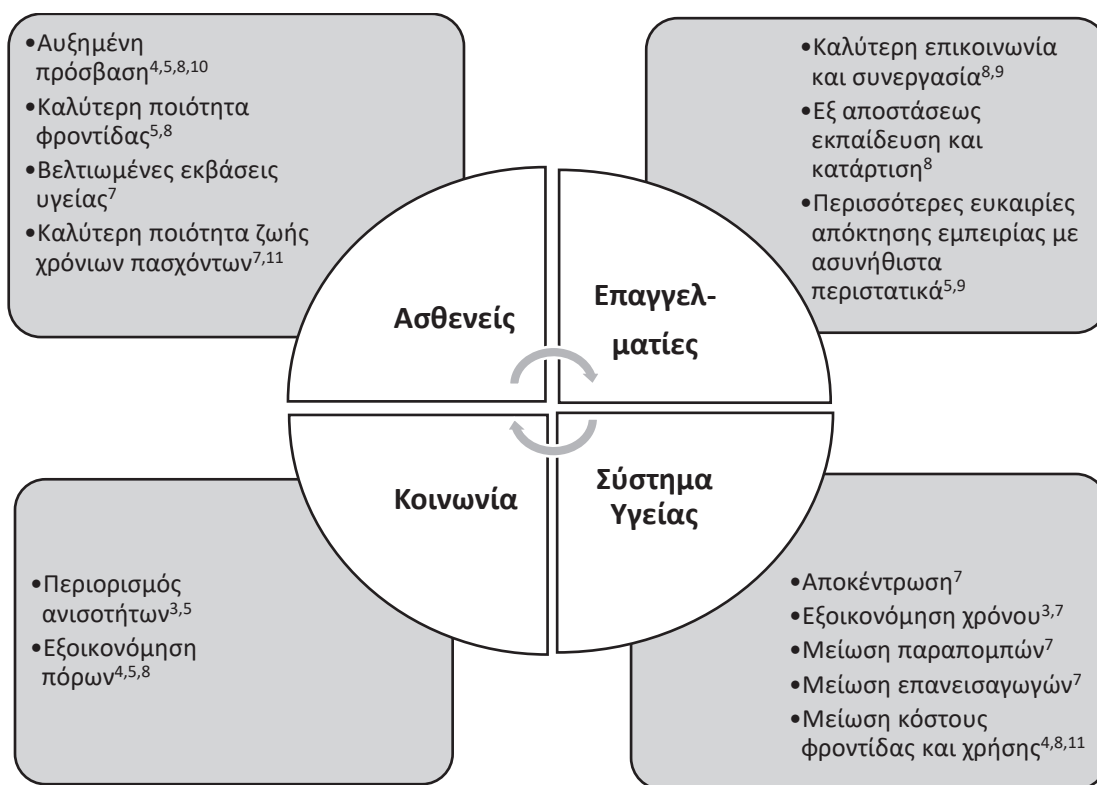 •Αυξημένη
πρόσβαση4,5,8,10
•Καλύτερη ποιότητα
φροντίδας5,8
•Βελτιωμένες εκβάσεις
υγείας7
•Καλύτερη ποιότητα ζωής
χρόνιων πασχόντων7,11
•Καλύτερη επικοινωνία
και συνεργασία8,9
•Εξ αποστάσεως
εκπαίδευση και
κατάρτιση8
•Περισσότερες ευκαιρίες
απόκτησης εμπειρίας με
ασυνήθιστα
περιστατικά5,9
Ασθενείς
Επαγγελ-
ματίες
Κοινωνία
Σύστημα
Υγείας
•Περιορισμός
ανισοτήτων3,5
•Εξοικονόμηση
πόρων4,5,8
•Αποκέντρωση7
•Εξοικονόμηση χρόνου3,7
•Μείωση παραπομπών7
•Μείωση επανεισαγωγών7
•Μείωση κόστους
φροντίδας και χρήσης4,8,11